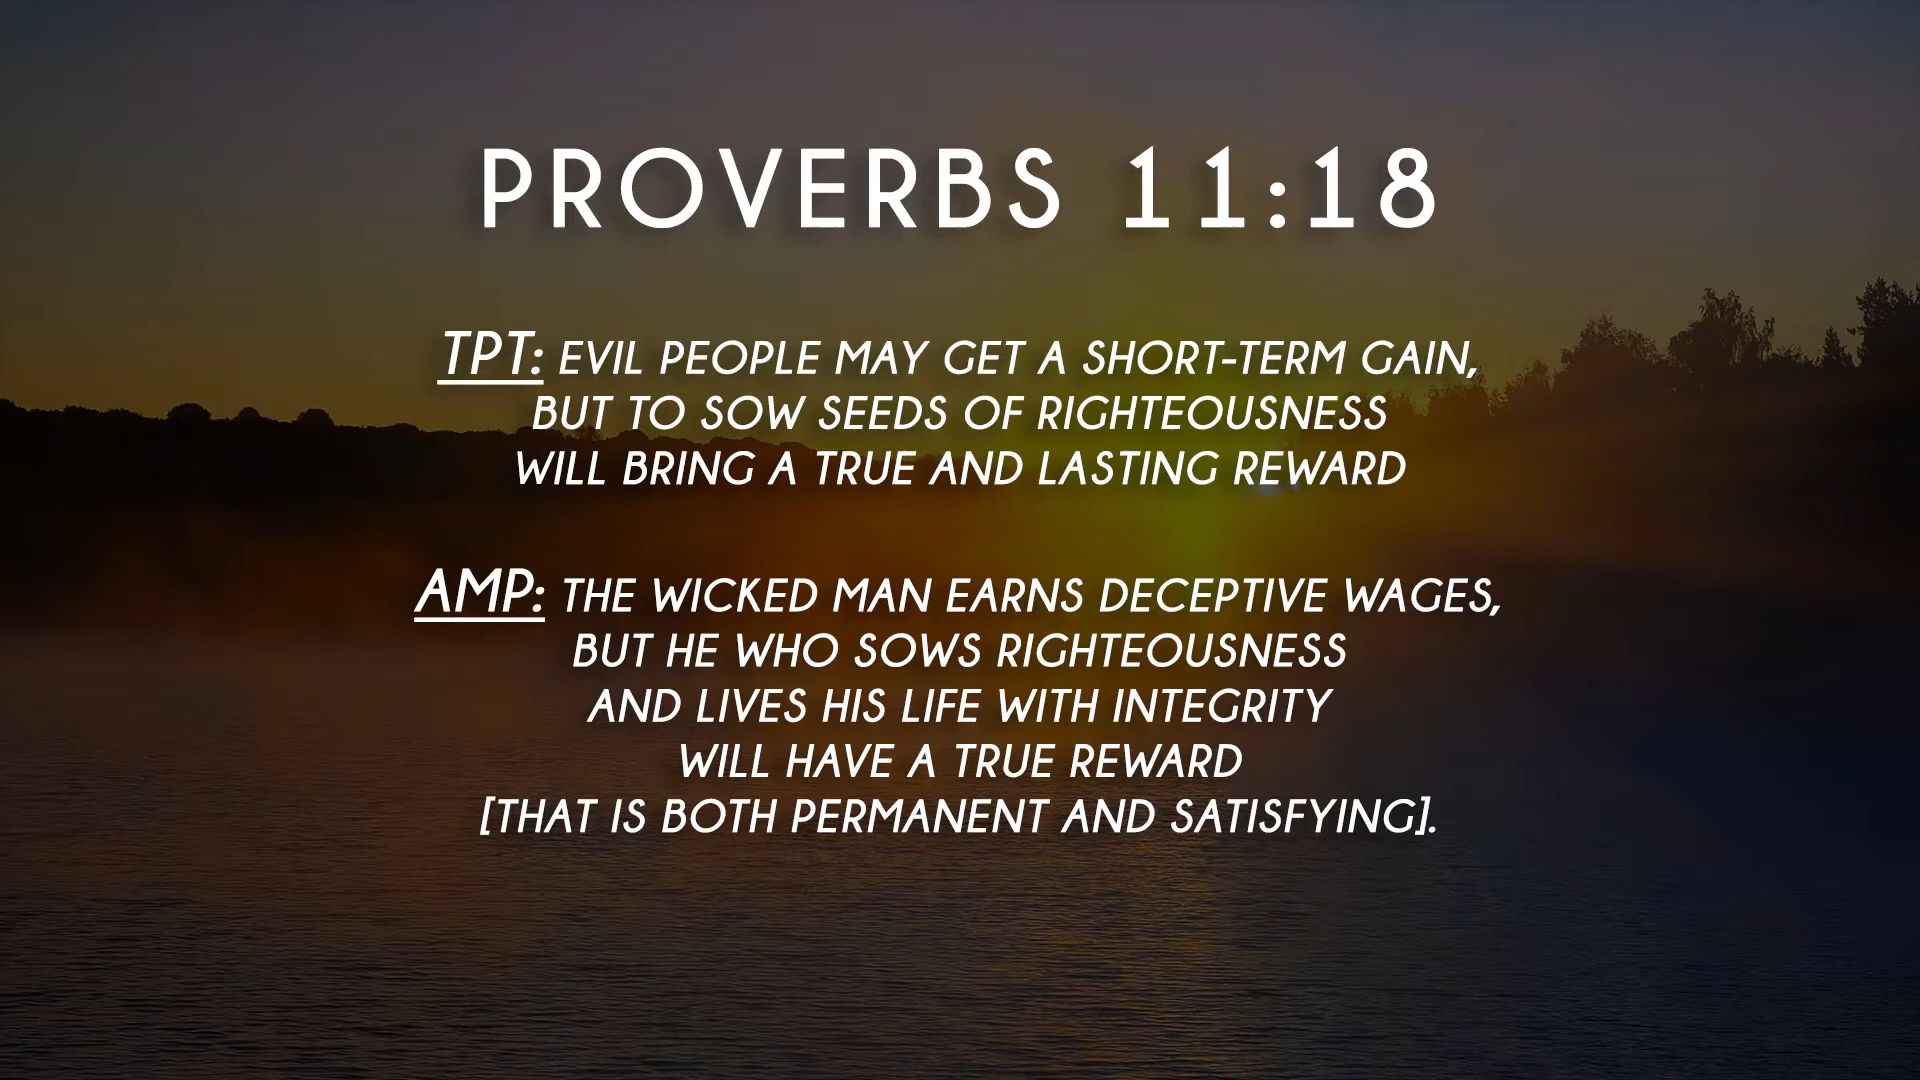 PROVERBS 11:18
TPT: EVIL PEOPLE MAY GET A SHORT-TERM GAIN,
BUT TO SOW SEEDS OF RIGHTEOUSNESS
WILL BRING A TRUE AND LASTING REWARD
AMP: THE WICKED MAN EARNS DECEPTIVE WAGES,
BUT HE WHO SOWS RIGHTEOUSNESS
AND LIVES HIS LIFE WITH INTEGRITY
WILL HAVE A TRUE REWARD
[THAT IS BOTH PERMANENT AND SATISFYING].